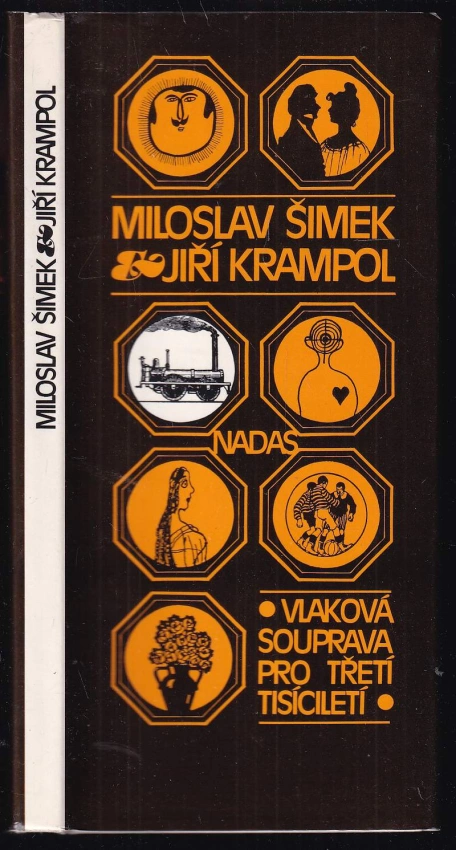 MILOSLAV ŠIMEK & JIŘÍ KRAMPOL
MILOSLAV ŠIMEK
& JIŘÍ KRAMPOL
NADAS
• VLAKOVÁ
SOUPRAVA
PRO TŘETÍ
TISÍCILETÍ •